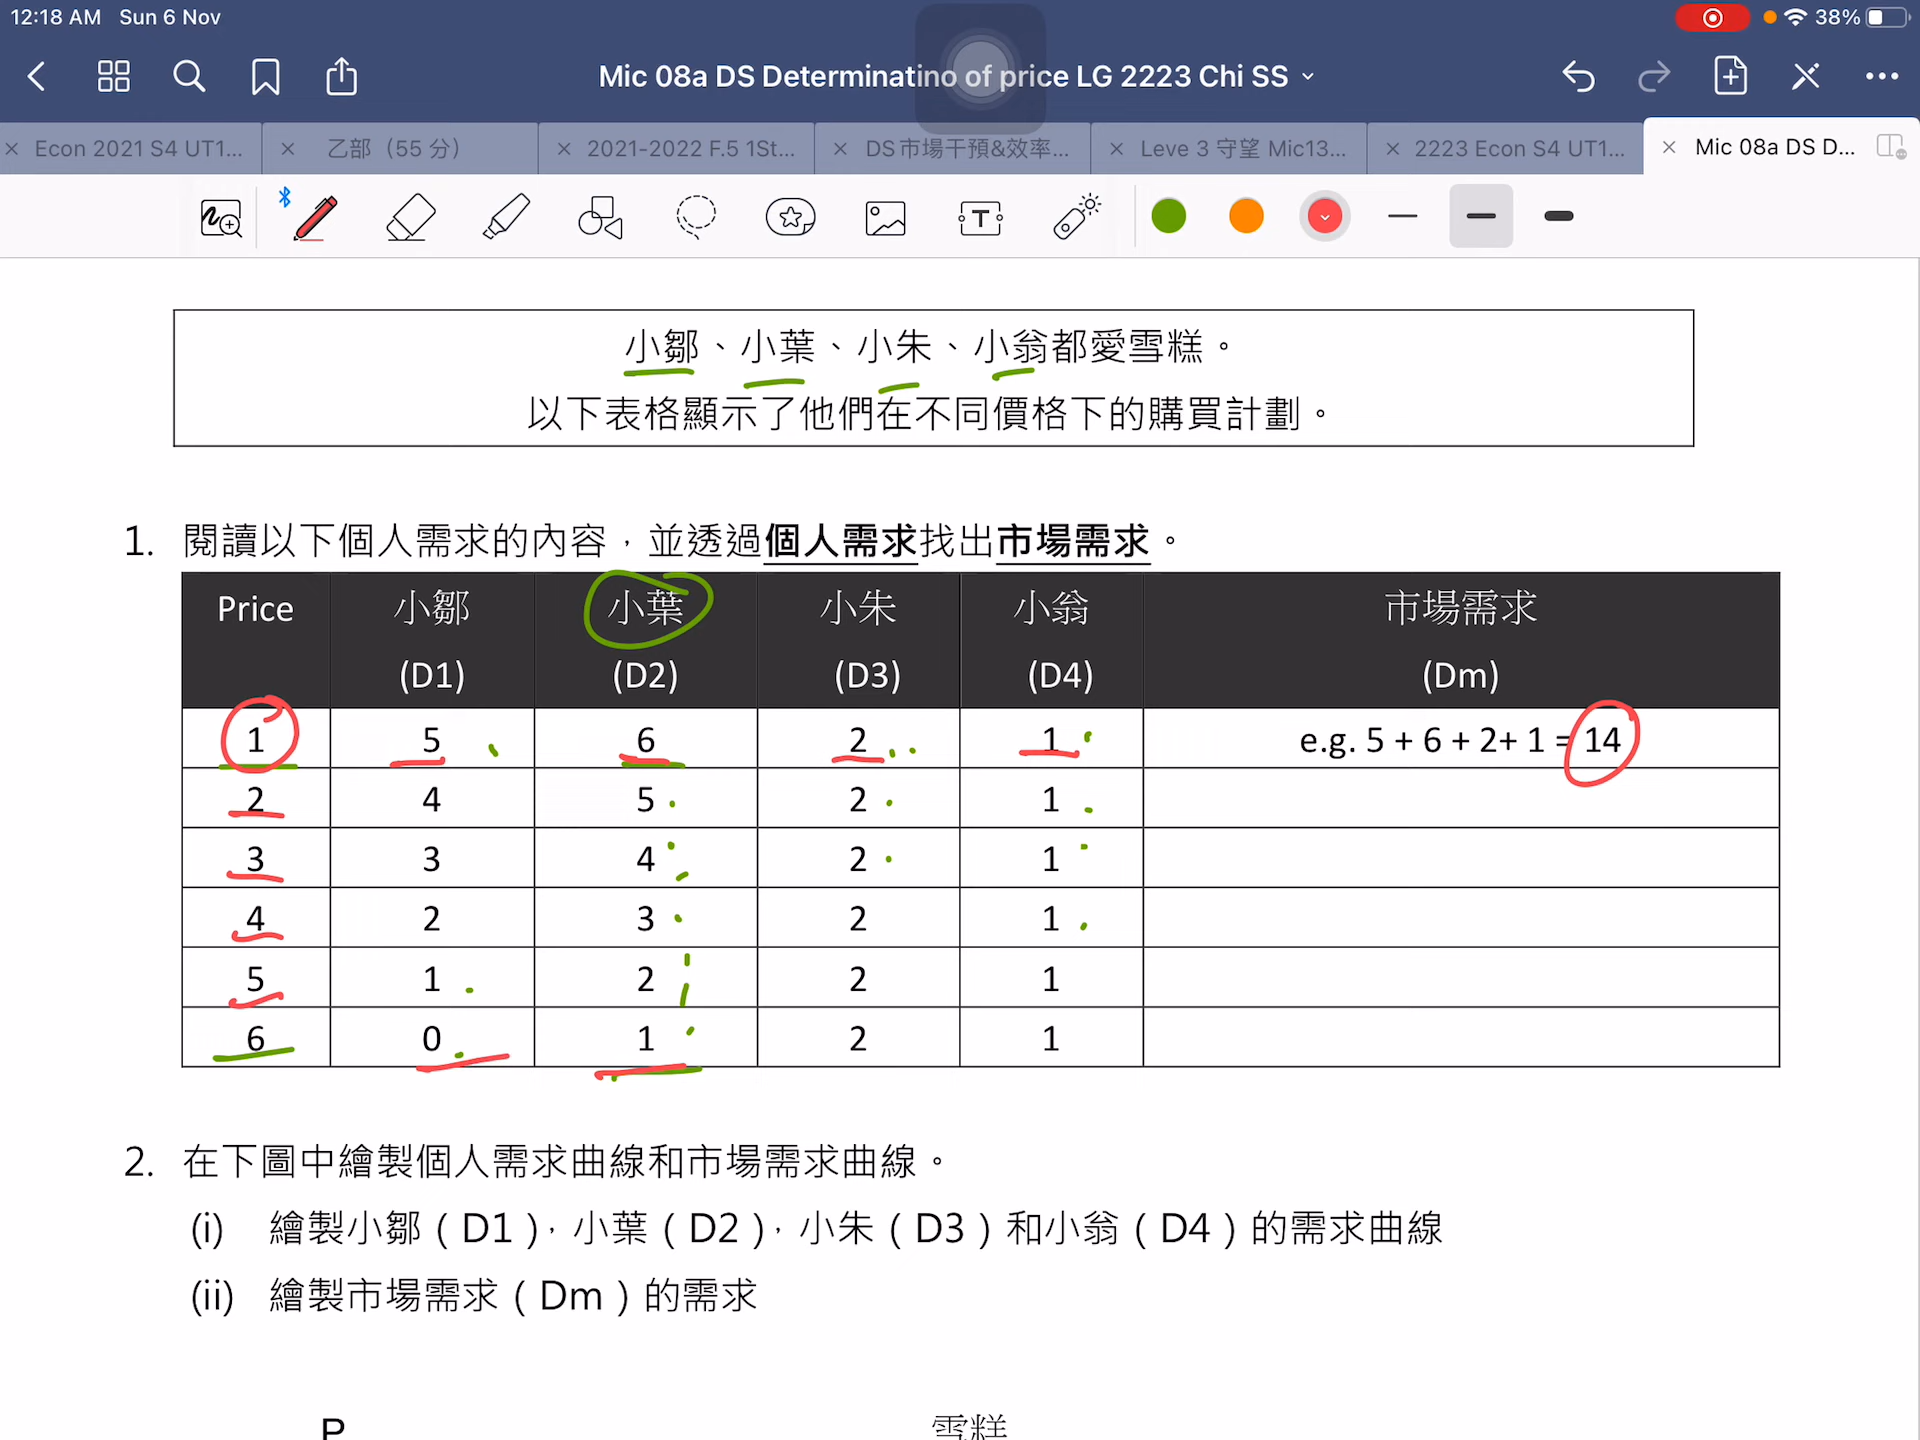 12:18 AM Sun 6 Nov
38%
Mic 08a DS Determinatino of price LG 2223 Chi SS
Econ 2021 S4 UT1...
乙部（55 分）
2021-2022 F.5 1St...
DS市場干預&效率...
Leve 3 守望 Mic13...
2223 Econ S4 UT1...
Mic 08a DS D...
小鄒、小葉、小朱、小翁都愛雪糕。
以下表格顯示了他們在不同價格下的購買計劃。
1. 閱讀以下個人需求的內容，並透過個人需求找出市場需求。
Price 小鄒 (D1) 小葉 (D2) 小朱 (D3) 小翁 (D4) 市場需求 (Dm)
1 5 6 2 1 e.g. 5 + 6 + 2+ 1 = 14
2 4 5 2 1
3 3 4 2 1
4 2 3 2 1
5 1 2 2 1
6 0 1 2 1
2. 在下圖中繪製個人需求曲線和市場需求曲線。
(i) 繪製小鄒（D1），小葉（D2），小朱（D3）和小翁（D4）的需求曲線
(ii) 繪製市場需求（Dm）的需求
P 雪糕